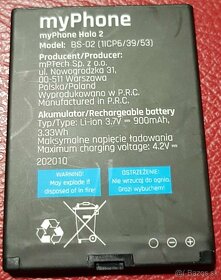 myPhone
myPhone Halo 2
Model: BS-02 (1ICP6/39/53)
Producent/Producer:
mPTech Sp. z o.o.
ul. Nowogrodzka 31
00-511 Warszawa
Polska/Poland
Wyprodukowano w P.R.C.
Made in P.R.C.
Akumulator/Rechargeable battery
Typ/Type: Li-ion 3.7V ⎓ 900mAh,
3.33Wh
Maksymalne napięcie ładowania
Maximum charging voltage: 4.2V ⎓
202010
WARNING!
May explode if
disposed in fire!
OSTRZEŻENIE:
Nie wrzucaj do ognia.
Grozi wybuchem!